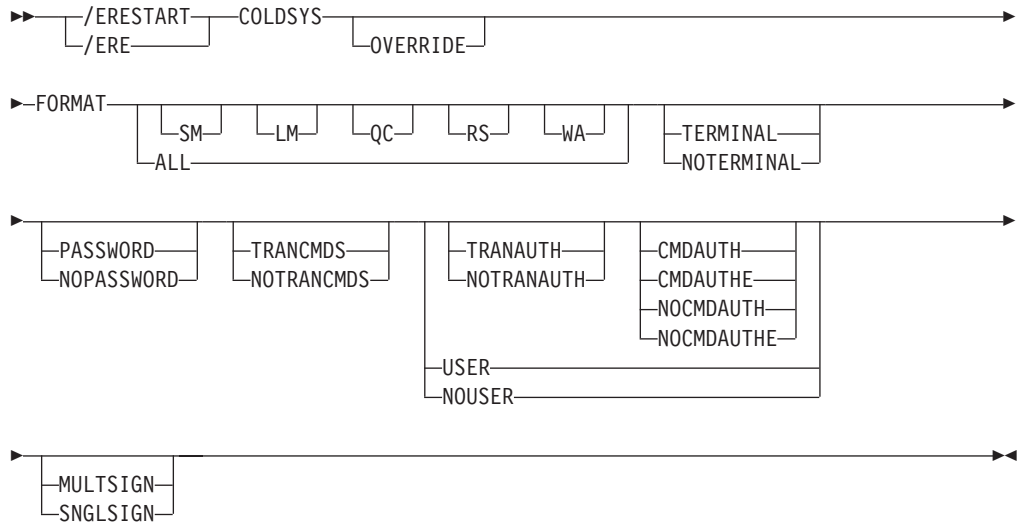 /ERESTART COLDSYS
/ERE OVERRIDE
FORMAT
SM LM QC RS WA TERMINAL
ALL NOTERMINAL
PASSWORD TRANCMDS TRANAUTH CMDAUTH
NOPASSWORD NOTRANCMDS NOTRANAUTH CMDAUTHE
NOCMDAUTH
NOCMDAUTHE
USER
NOUSER
MULTSIGN
SNGLSIGN